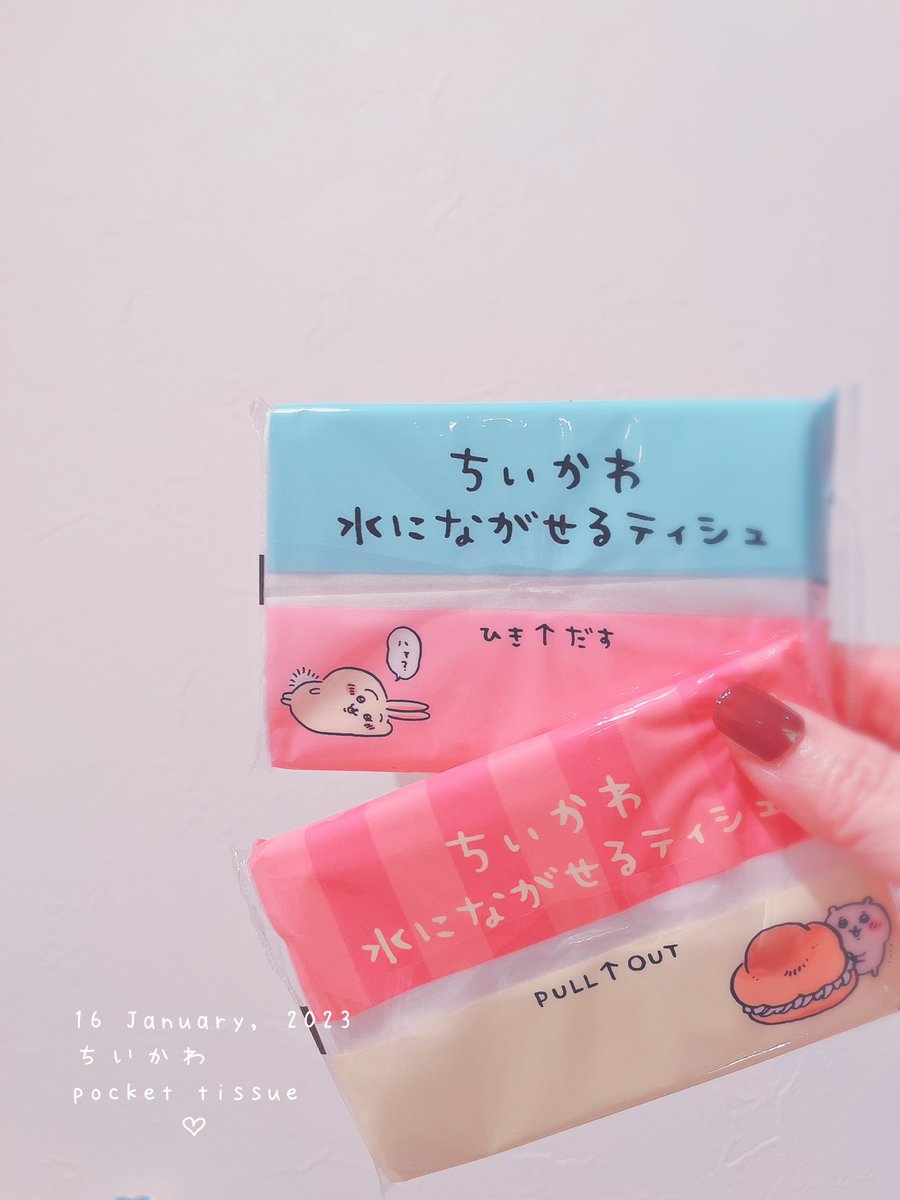 ちいかわ
水にながせるティシュ
ひき↑だす
ハァ?
ちいかわ
水にながせるティシュ
PULL↑OUT
16 January, 2023
ちいかわ
pocket tissue
♡